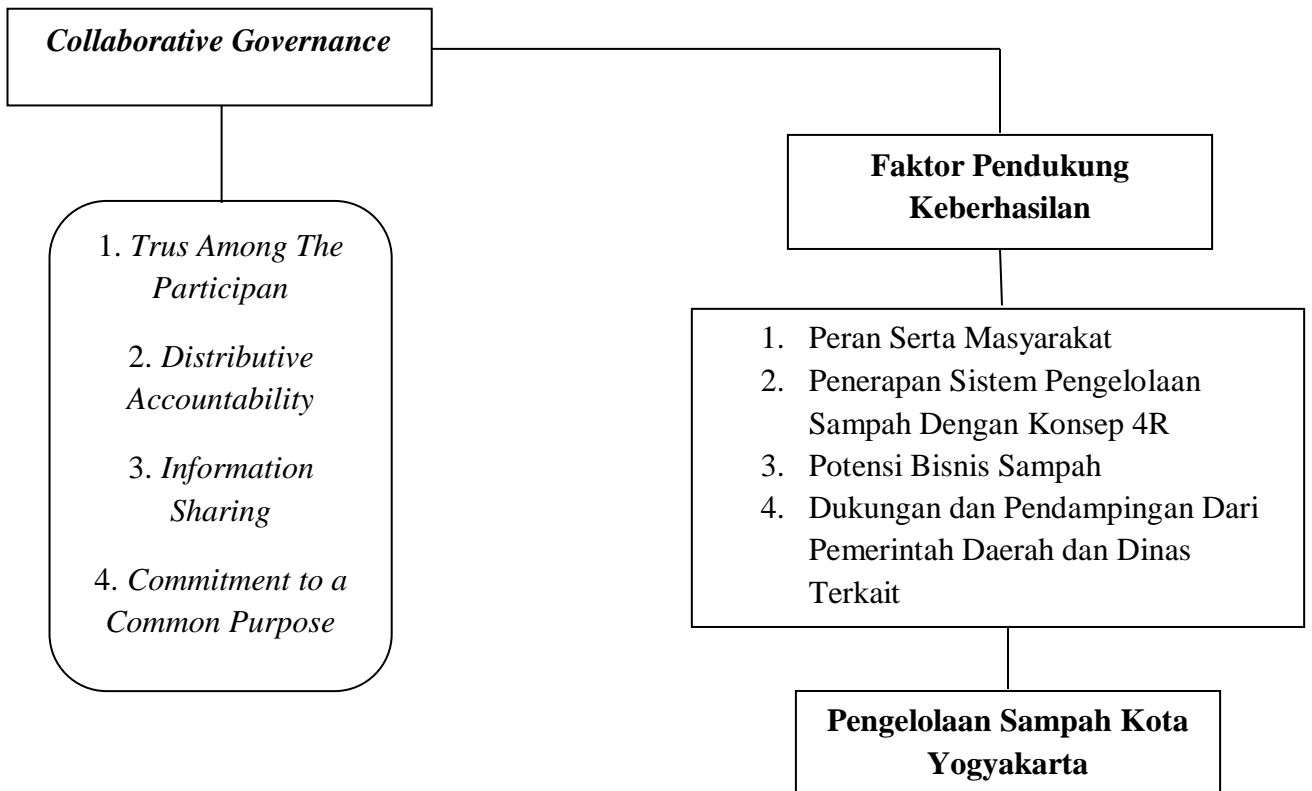 Collaborative Governance
1. Trus Among The
Participan
2. Distributive
Accountability
3. Information
Sharing
4. Commitment to a
Common Purpose
Faktor Pendukung
Keberhasilan
1. Peran Serta Masyarakat
2. Penerapan Sistem Pengelolaan
Sampah Dengan Konsep 4R
3. Potensi Bisnis Sampah
4. Dukungan dan Pendampingan Dari
Pemerintah Daerah dan Dinas
Terkait
Pengelolaan Sampah Kota
Yogyakarta